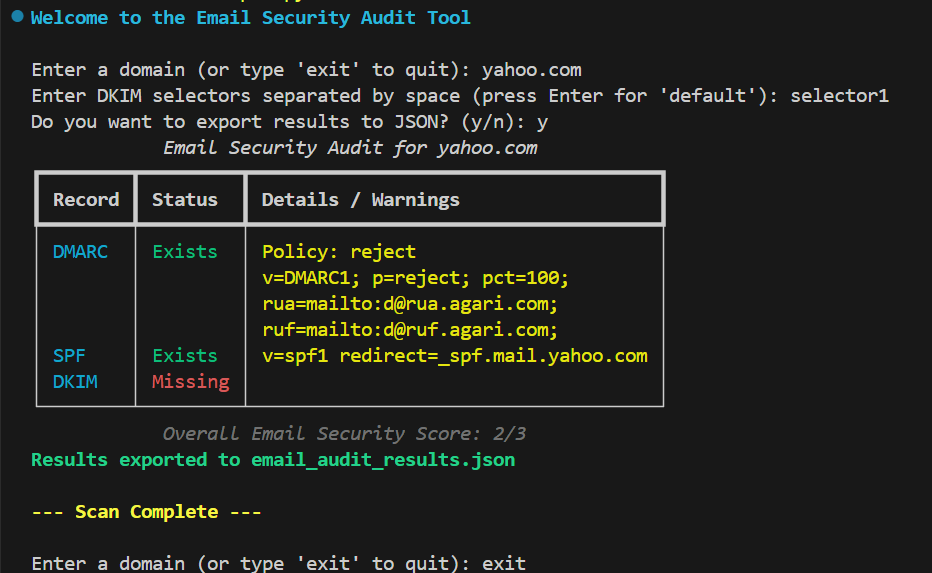 Welcome to the Email Security Audit Tool
Enter a domain (or type 'exit' to quit): yahoo.com
Enter DKIM selectors separated by space (press Enter for 'default'): selector1
Do you want to export results to JSON? (y/n): y
Email Security Audit for yahoo.com
Record Status Details / Warnings
DMARC Exists Policy: reject
v=DMARC1; p=reject; pct=100;
rua=mailto:d@rua.agari.com;
ruf=mailto:d@ruf.agari.com;
SPF Exists v=spf1 redirect=_spf.mail.yahoo.com
DKIM Missing
Overall Email Security Score: 2/3
Results exported to email_audit_results.json
--- Scan Complete ---
Enter a domain (or type 'exit' to quit): exit